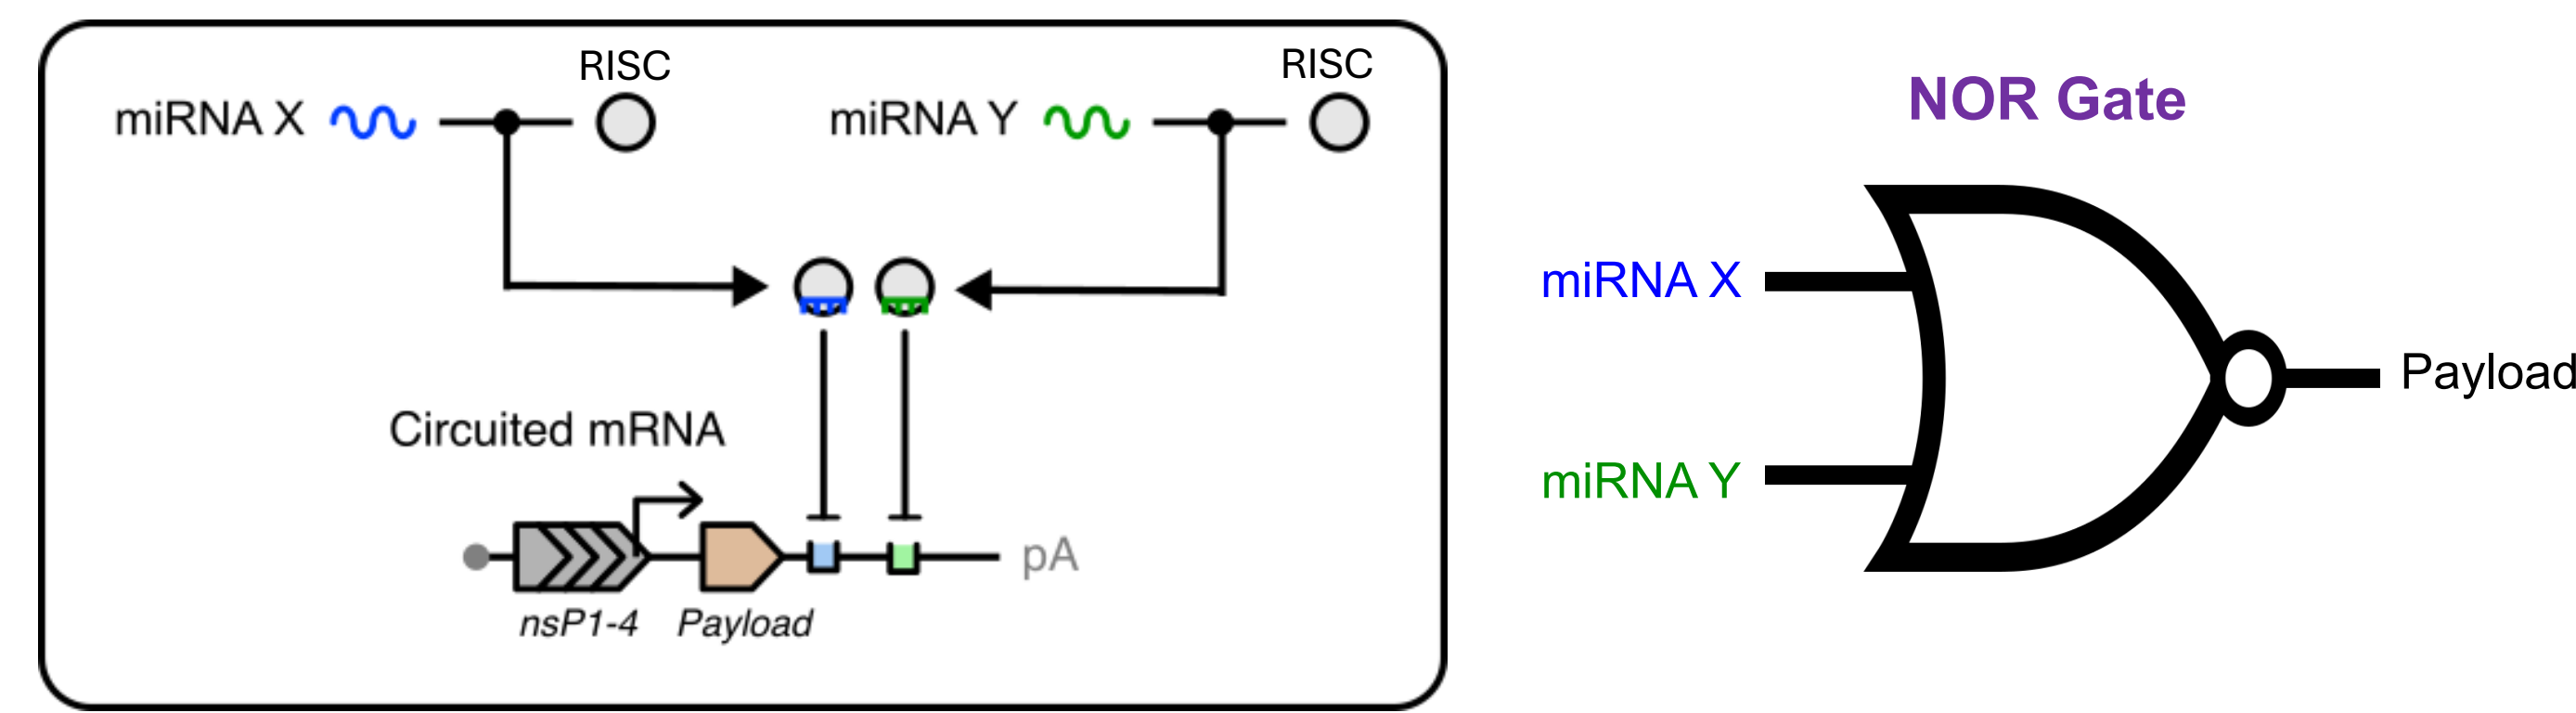 RISC
RISC
miRNA X
miRNA Y
Circuited mRNA
pA
nsP1-4
Payload
NOR Gate
miRNA X
Payload
miRNA Y